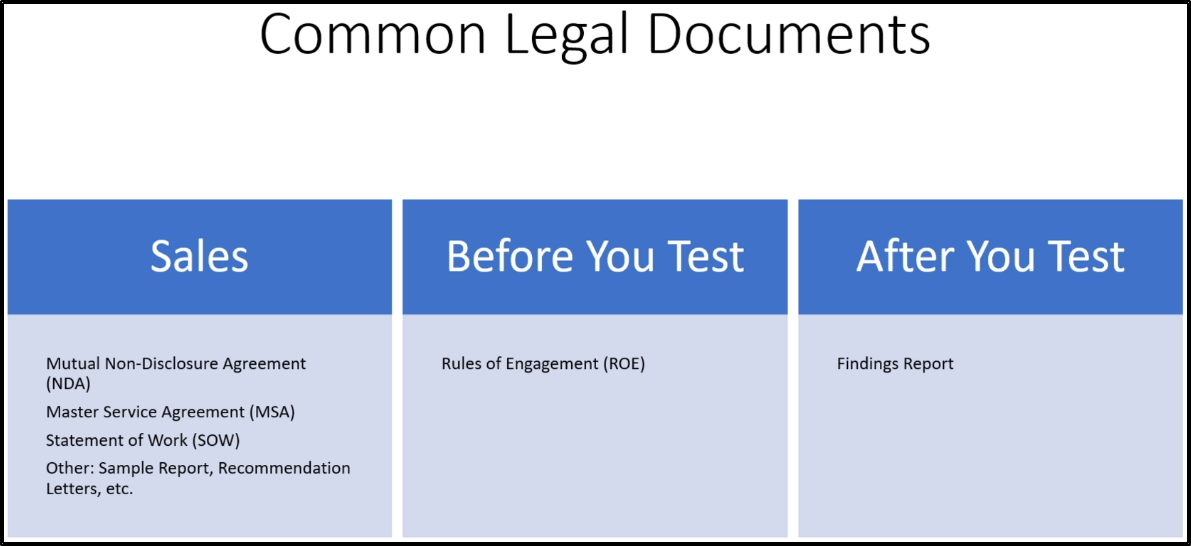 Common Legal Documents
Sales
Mutual Non-Disclosure Agreement
(NDA)
Master Service Agreement (MSA)
Statement of Work (SOW)
Other: Sample Report, Recommendation
Letters, etc.
Before You Test
Rules of Engagement (ROE)
After You Test
Findings Report